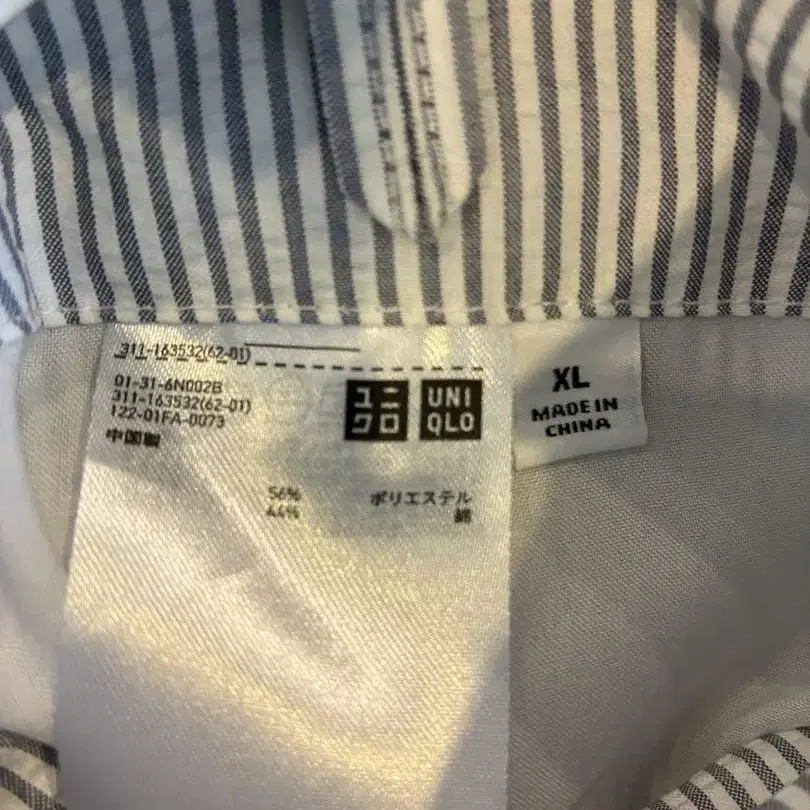 311-163532(62-01)
01-31-6N002B
311-163532(62-01)
122-01FA-0073
中国製
ユニ
クロ
UNI
QLO
XL
MADE IN
CHINA
56% ポリエステル
44% 綿